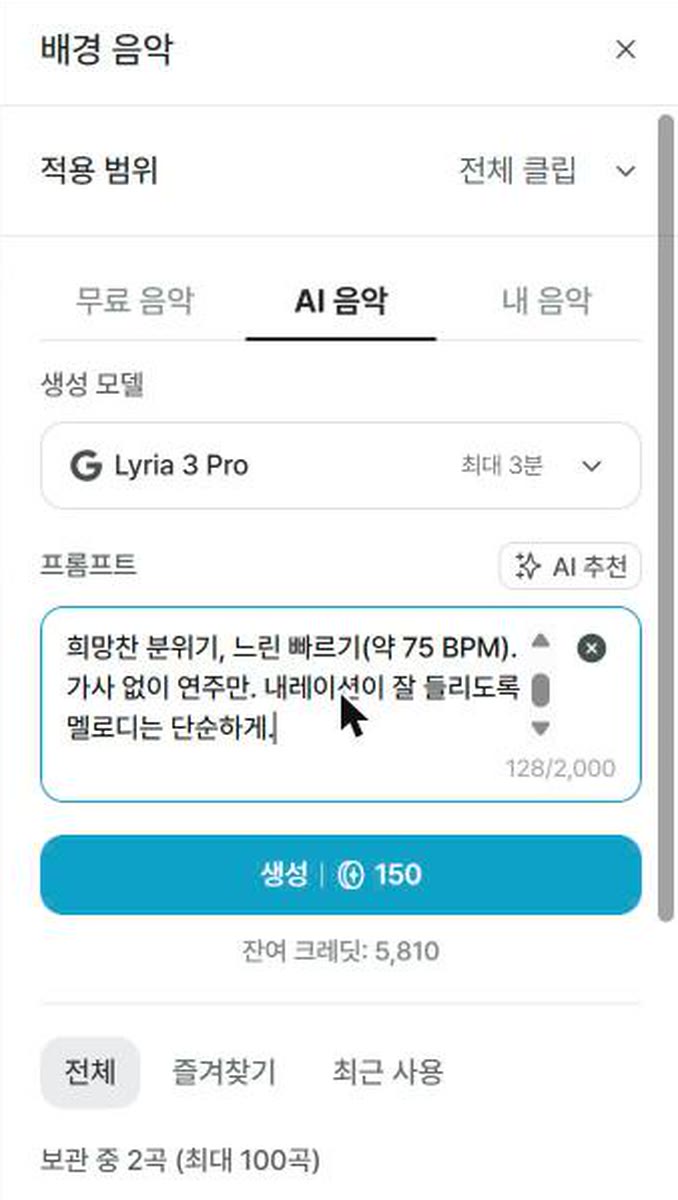 배경 음악
적용 범위 전체 클립
무료 음악 AI 음악 내 음악
생성 모델
Lyria 3 Pro 최대 3분
프롬프트 AI 추천
희망찬 분위기, 느린 빠르기(약 75 BPM).
가사 없이 연주만. 내레이션이 잘 들리도록
멜로디는 단순하게.
128/2,000
생성 | 150
잔여 크레딧: 5,810
전체 즐겨찾기 최근 사용
보관 중 2곡 (최대 100곡)